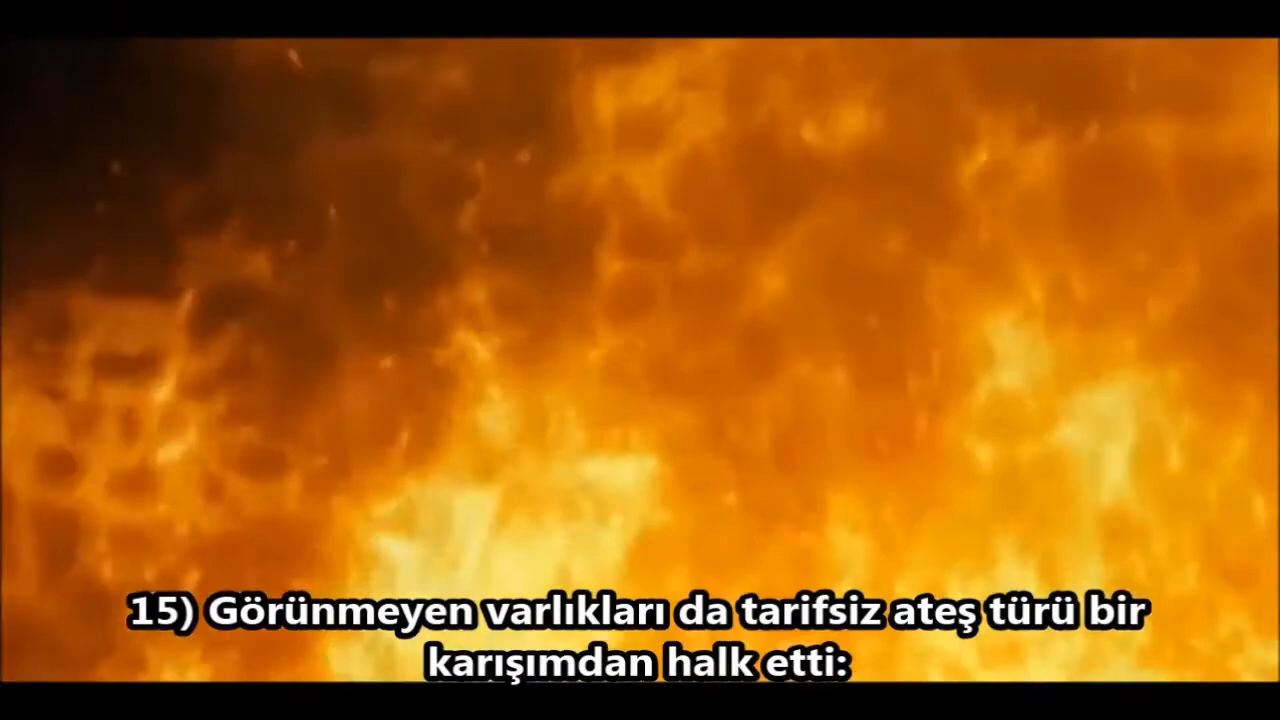 15) Görünmeyen varlıkları da tarifsiz ateş türü bir
karışımdan halk etti: